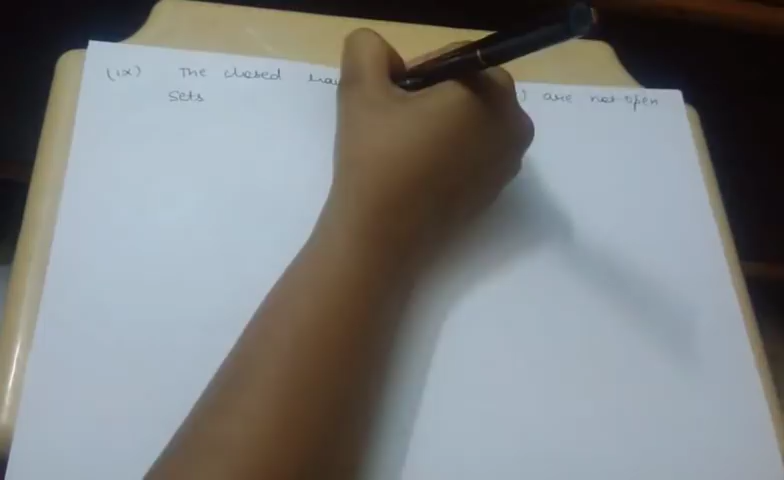 (ix) The closed
) are not open
sets